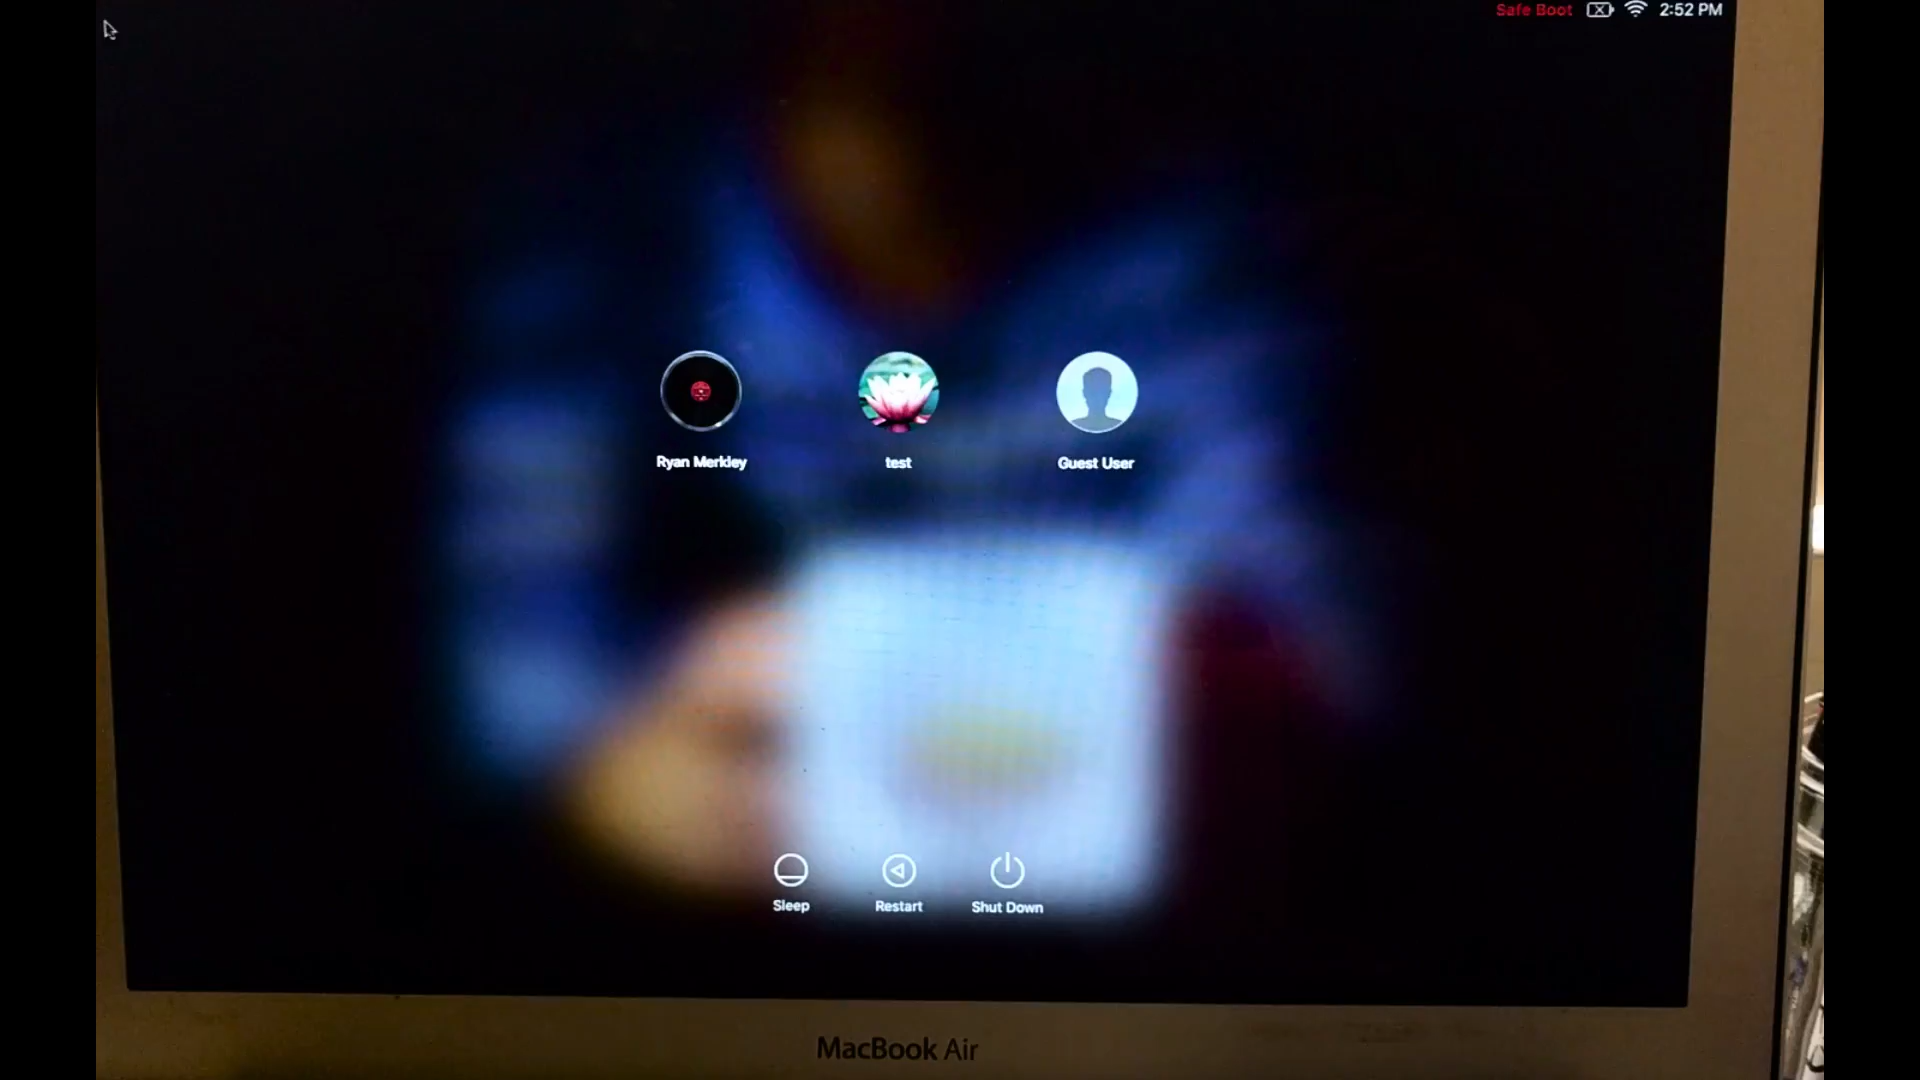 Safe Boot 2:52 PM
Ryan Merkley test Guest User
Sleep Restart Shut Down
MacBook Air